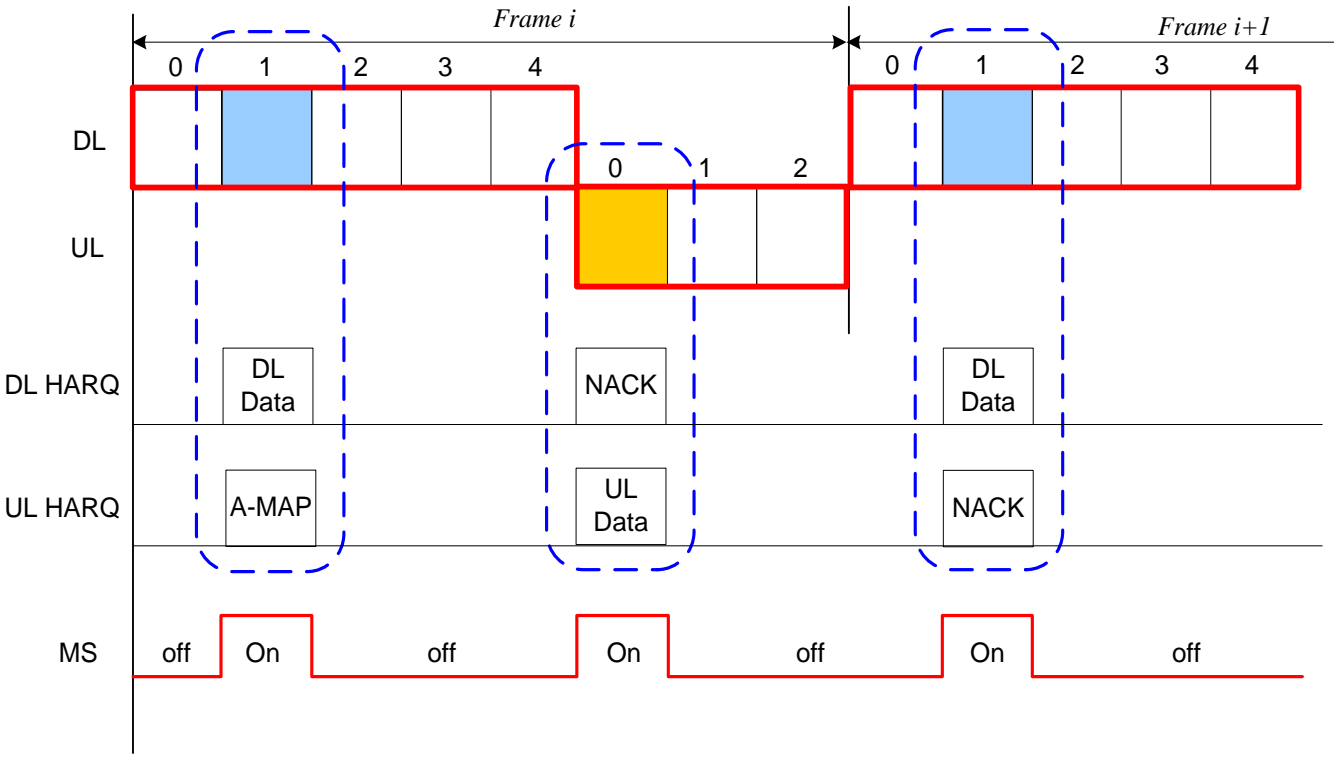 Frame i
Frame i+1
0 1 2 3 4
0 1 2 3 4
DL
0 1 2
UL
DL HARQ
DL
Data
NACK
DL
Data
UL HARQ
A-MAP
UL
Data
NACK
MS
off On off On off On off